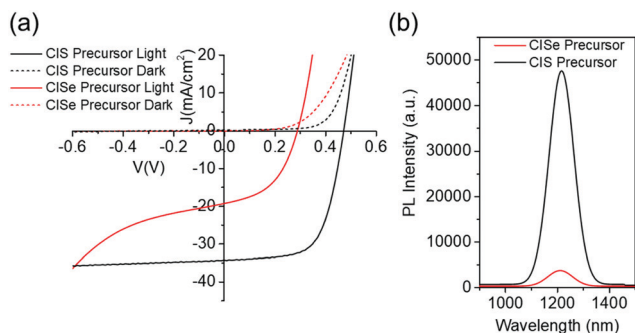 (a)
CIS Precursor Light
CIS Precursor Dark
CISe Precursor Light
CISe Precursor Dark
J(mA/cm²)
20
10
0
-10
-20
-30
-40
-0.6 -0.4 -0.2 0.0 0.2 0.4 0.6
V(V)
(b)
CISe Precursor
CIS Precursor
PL Intensity (a.u.)
50000
40000
30000
20000
10000
0
1000 1200 1400
Wavelength (nm)